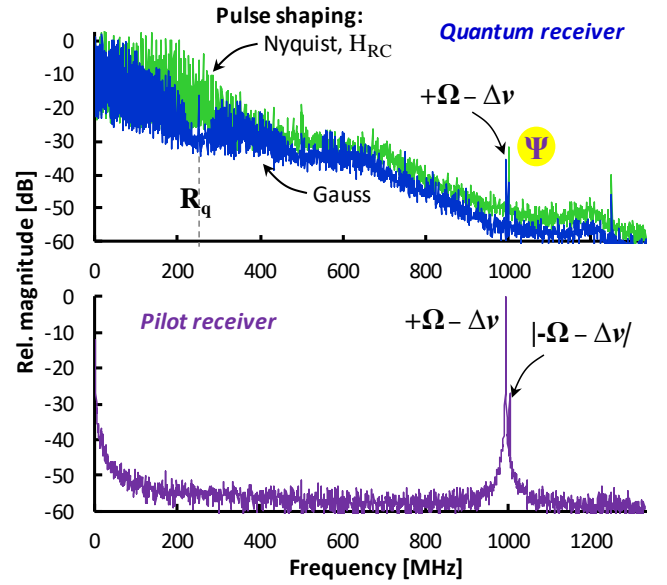 Pulse shaping:
Nyquist, H_RC
Quantum receiver
+Ω – Δν
Ψ
Gauss
R_q
0
-10
-20
-30
-40
-50
-60
0 200 400 600 800 1000 1200
Rel. magnitude [dB]
Pilot receiver
+Ω – Δν
|-Ω – Δν/
0
-10
-20
-30
-40
-50
-60
0 200 400 600 800 1000 1200
Frequency [MHz]